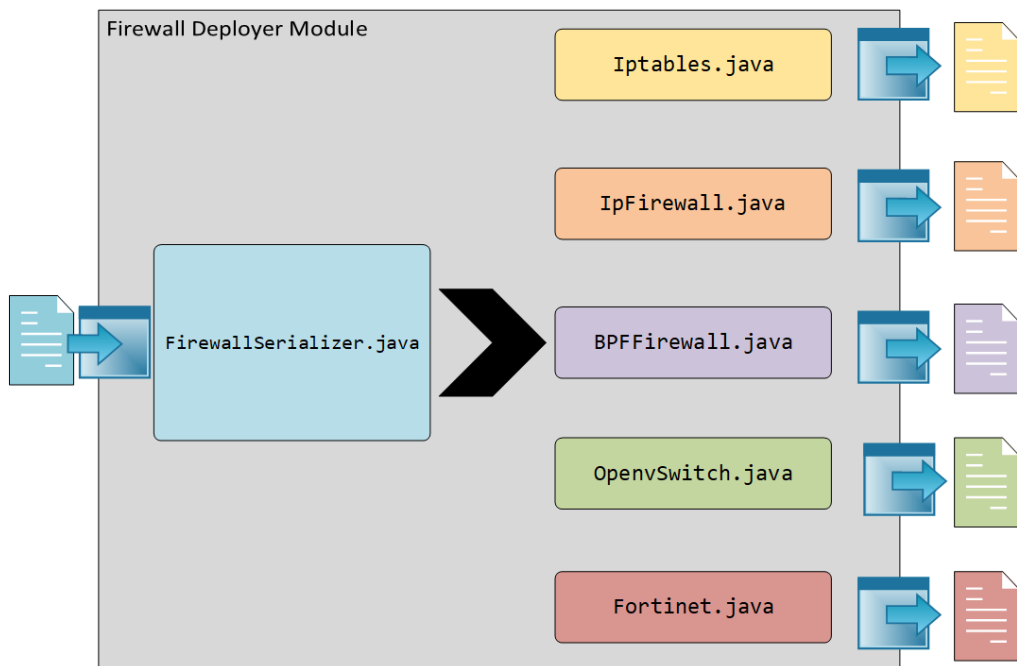 Firewall Deployer Module
Iptables.java
IpFirewall.java
FirewallSerializer.java
BPFFirewall.java
OpenvSwitch.java
Fortinet.java